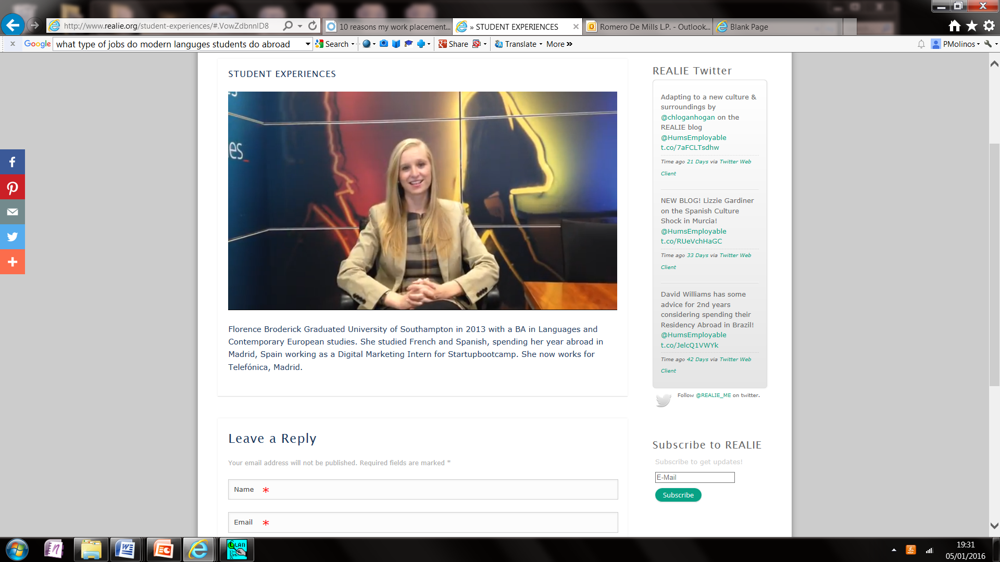 http://www.realie.org/student-experiences/#.VowZdbnnID8
10 reasons my work placement...
» STUDENT EXPERIENCES
Romero De Mills L.P. - Outlook...
Blank Page
x Google what type of jobs do modern languges students do abroad Search Share Translate More »
PMolinos
STUDENT EXPERIENCES
es_
Florence Broderick Graduated University of Southampton in 2013 with a BA in Languages and
Contemporary European studies. She studied French and Spanish, spending her year abroad in
Madrid, Spain working as a Digital Marketing Intern for Startupbootcamp. She now works for
Telefónica, Madrid.
Leave a Reply
Your email address will not be published. Required fields are marked *
Name *
Email *
REALIE Twitter
Adapting to a new culture &
surroundings by
@chloganhogan on the
REALIE blog
@HumsEmployable
t.co/7aFCLTsdhw
Time ago 21 Days via Twitter Web
Client
NEW BLOG! Lizzie Gardiner
on the Spanish Culture
Shock in Murcia!
@HumsEmployable
t.co/RUeVchHaGC
Time ago 33 Days via Twitter Web
Client
David Williams has some
advice for 2nd years
considering spending their
Residency Abroad in Brazil!
@HumsEmployable
t.co/JelcQ1VWYk
Time ago 42 Days via Twitter Web
Client
Follow @REALIE_ME on twitter.
Subscribe to REALIE
Subscribe to get updates!
E-Mail
Subscribe
19:31
05/01/2016